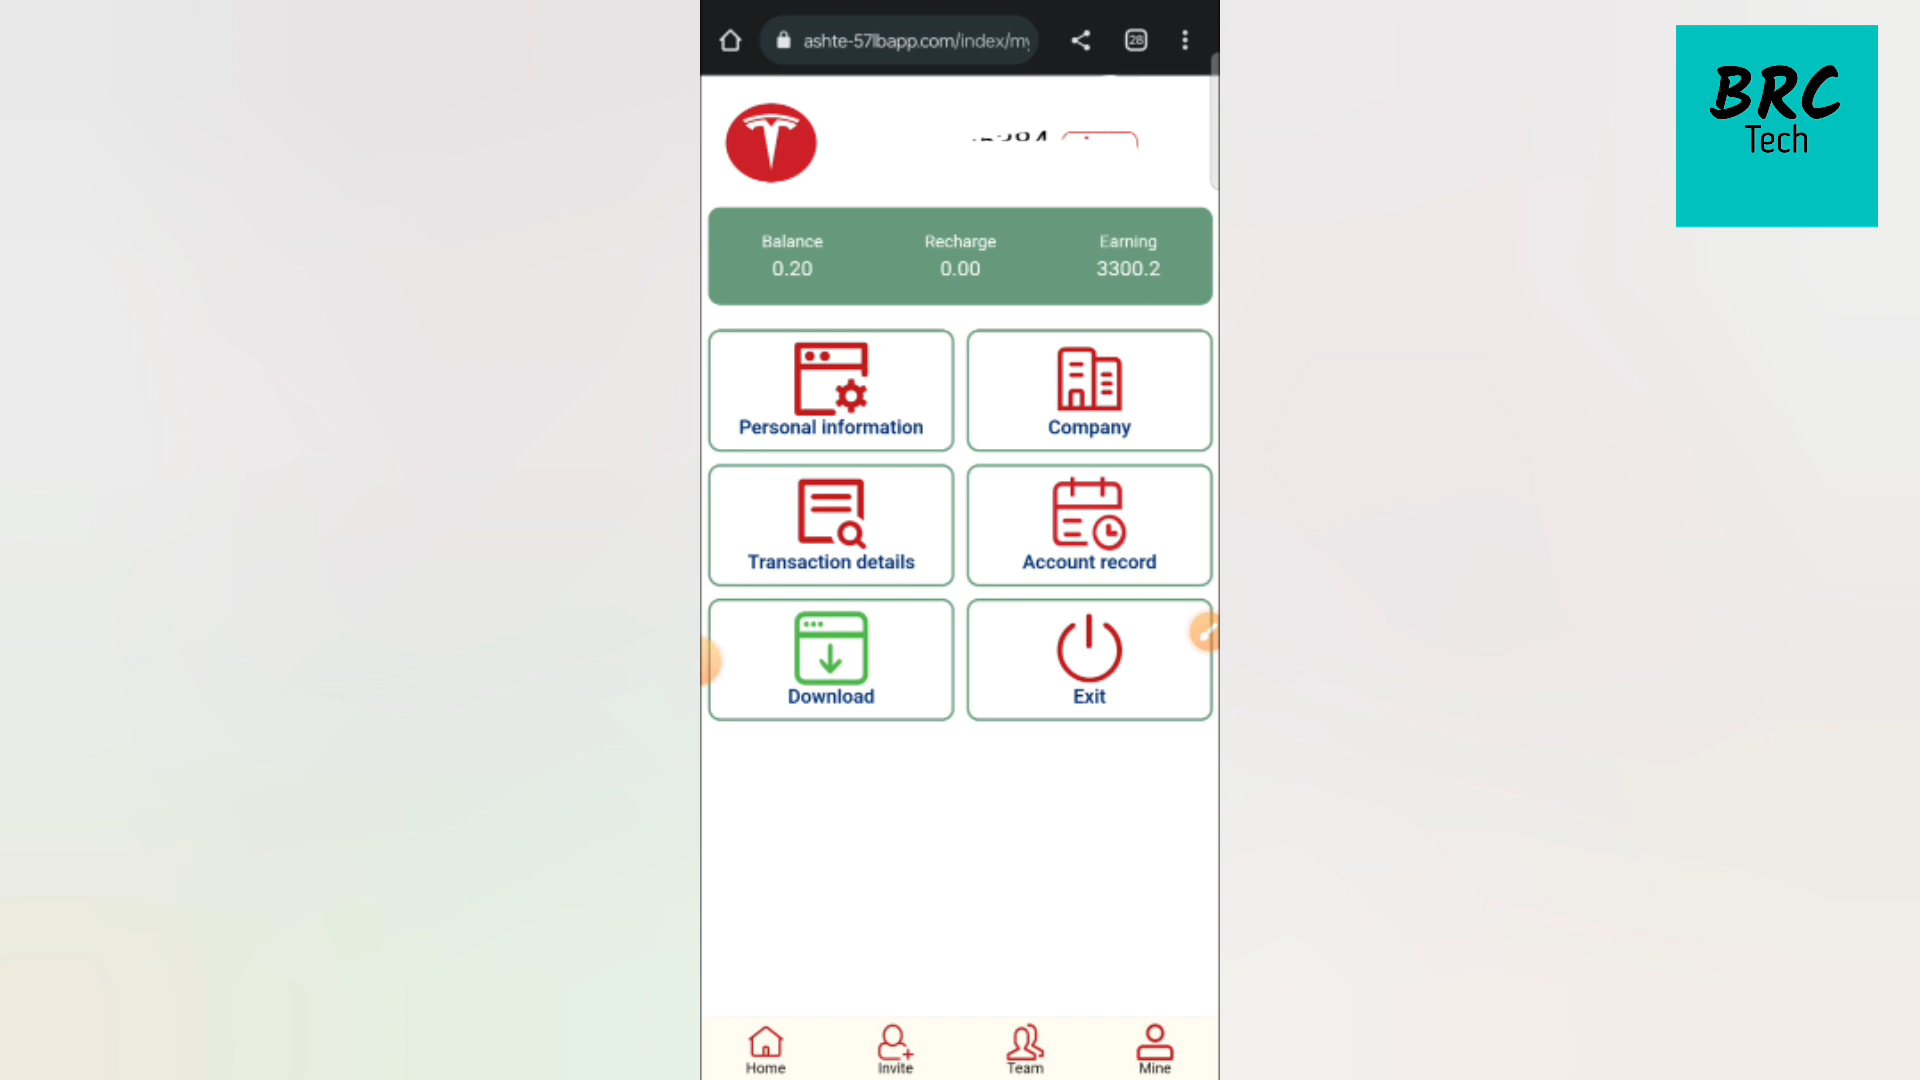 ashte-57lbapp.com/index/my
28
BRC
Tech
Balance
Recharge
Earning
0.20
0.00
3300.2
Personal information
Company
Transaction details
Account record
Download
Exit
Home
Invite
Team
Mine